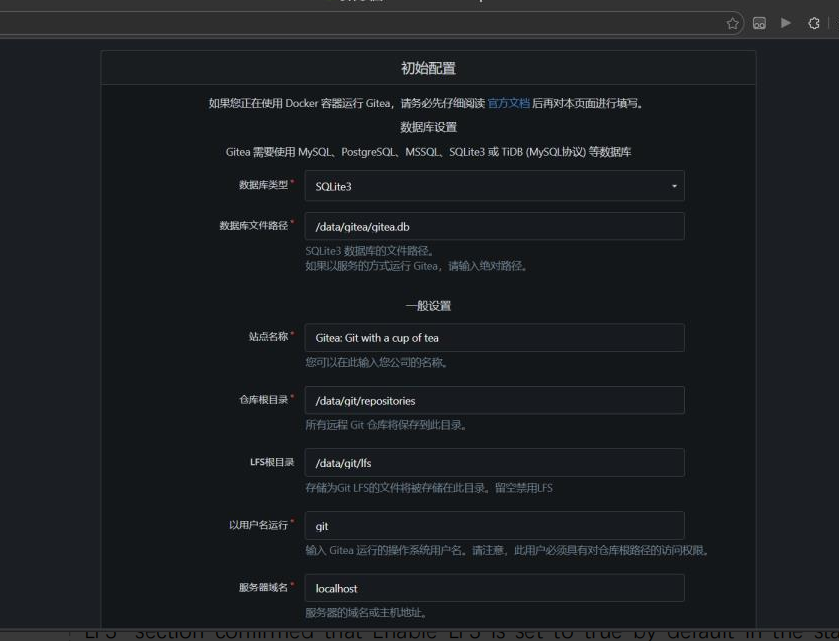 初始配置
如果您正在使用 Docker 容器运行 Gitea，请务必先仔细阅读 官方文档 后再对本页面进行填写。
数据库设置
Gitea 需要使用 MySQL、PostgreSQL、MSSQL、SQLite3 或 TiDB (MySQL协议) 等数据库
数据库类型*
SQLite3
数据库文件路径*
/data/gitea/gitea.db
SQLite3 数据库的文件路径。
如果以服务的方式运行 Gitea，请输入绝对路径。
一般设置
站点名称*
Gitea: Git with a cup of tea
您可以在此输入您公司的名称。
仓库根目录*
/data/git/repositories
所有远程 Git 仓库将保存到此目录。
LFS根目录
/data/git/lfs
存储为Git LFS的文件将被存储在此目录。留空禁用LFS
以用户名运行*
git
输入 Gitea 运行的操作系统用户名。请注意，此用户必须具有对仓库根路径的访问权限。
服务器域名*
localhost
服务器的域名或主机地址。
LFS" section confirmed that Enable LFS is set to true by default in the